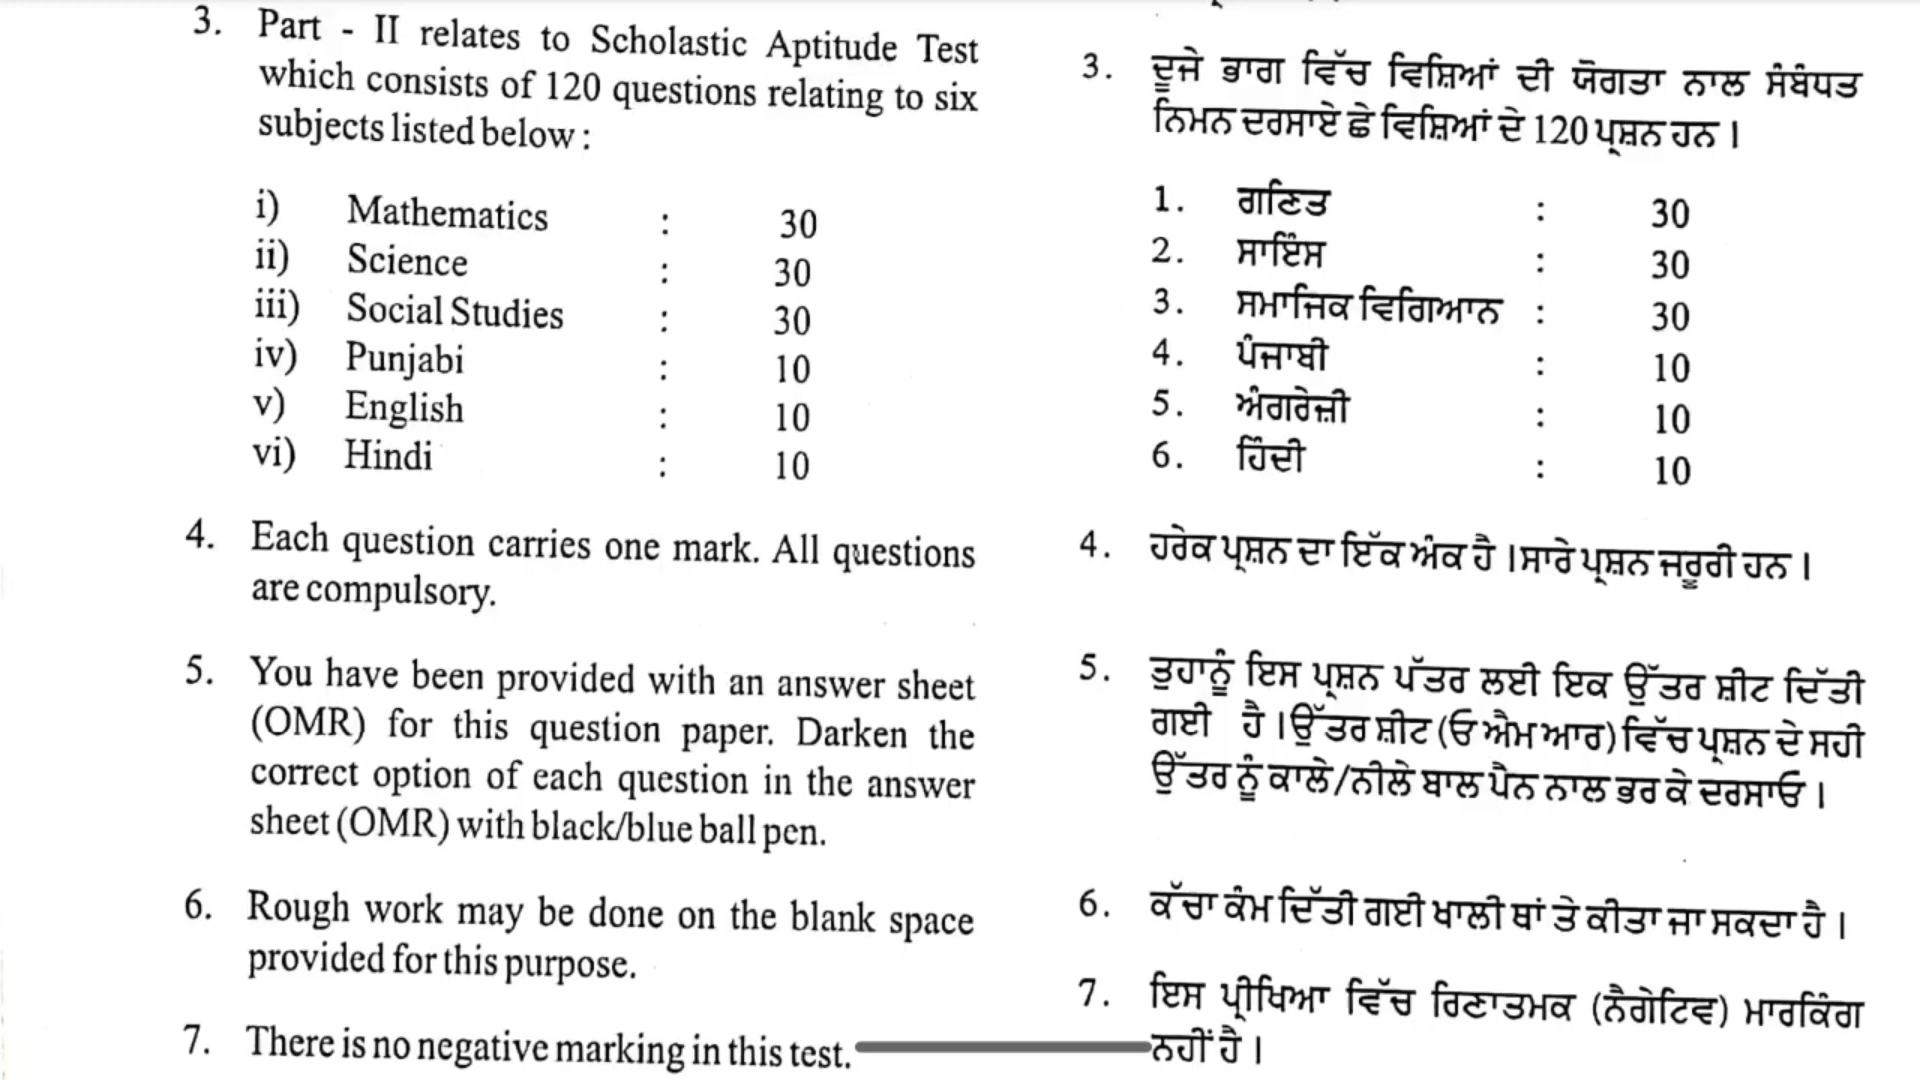 3. Part - II relates to Scholastic Aptitude Test
which consists of 120 questions relating to six
subjects listed below :
i) Mathematics : 30
ii) Science : 30
iii) Social Studies : 30
iv) Punjabi : 10
v) English : 10
vi) Hindi : 10
4. Each question carries one mark. All questions
are compulsory.
5. You have been provided with an answer sheet
(OMR) for this question paper. Darken the
correct option of each question in the answer
sheet (OMR) with black/blue ball pen.
6. Rough work may be done on the blank space
provided for this purpose.
7. There is no negative marking in this test.
3. ਦੂਜੇ ਭਾਗ ਵਿੱਚ ਵਿਸ਼ਿਆਂ ਦੀ ਯੋਗਤਾ ਨਾਲ ਸੰਬੰਧਤ
ਨਿਮਨ ਦਰਸਾਏ ਛੇ ਵਿਸ਼ਿਆਂ ਦੇ 120 ਪ੍ਰਸ਼ਨ ਹਨ।
1. ਗਣਿਤ : 30
2. ਸਾਇੰਸ : 30
3. ਸਮਾਜਿਕ ਵਿਗਿਆਨ : 30
4. ਪੰਜਾਬੀ : 10
5. ਅੰਗਰੇਜ਼ੀ : 10
6. ਹਿੰਦੀ : 10
4. ਹਰੇਕ ਪ੍ਰਸ਼ਨ ਦਾ ਇੱਕ ਅੰਕ ਹੈ।ਸਾਰੇ ਪ੍ਰਸ਼ਨ ਜਰੂਰੀ ਹਨ।
5. ਤੁਹਾਨੂੰ ਇਸ ਪ੍ਰਸ਼ਨ ਪੱਤਰ ਲਈ ਇਕ ਉੱਤਰ ਸ਼ੀਟ ਦਿੱਤੀ
ਗਈ ਹੈ।ਉੱਤਰ ਸ਼ੀਟ (ਓ ਐਮ ਆਰ) ਵਿੱਚ ਪ੍ਰਸ਼ਨ ਦੇ ਸਹੀ
ਉੱਤਰ ਨੂੰ ਕਾਲੇ/ਨੀਲੇ ਬਾਲ ਪੈਨ ਨਾਲ ਭਰ ਕੇ ਦਰਸਾਓ।
6. ਕੱਚਾ ਕੰਮ ਦਿੱਤੀ ਗਈ ਖਾਲੀ ਥਾਂ ਤੇ ਕੀਤਾ ਜਾ ਸਕਦਾ ਹੈ।
7. ਇਸ ਪ੍ਰੀਖਿਆ ਵਿੱਚ ਰਿਣਾਤਮਕ (ਨੈਗੇਟਿਵ) ਮਾਰਕਿੰਗ
ਨਹੀਂ ਹੈ।